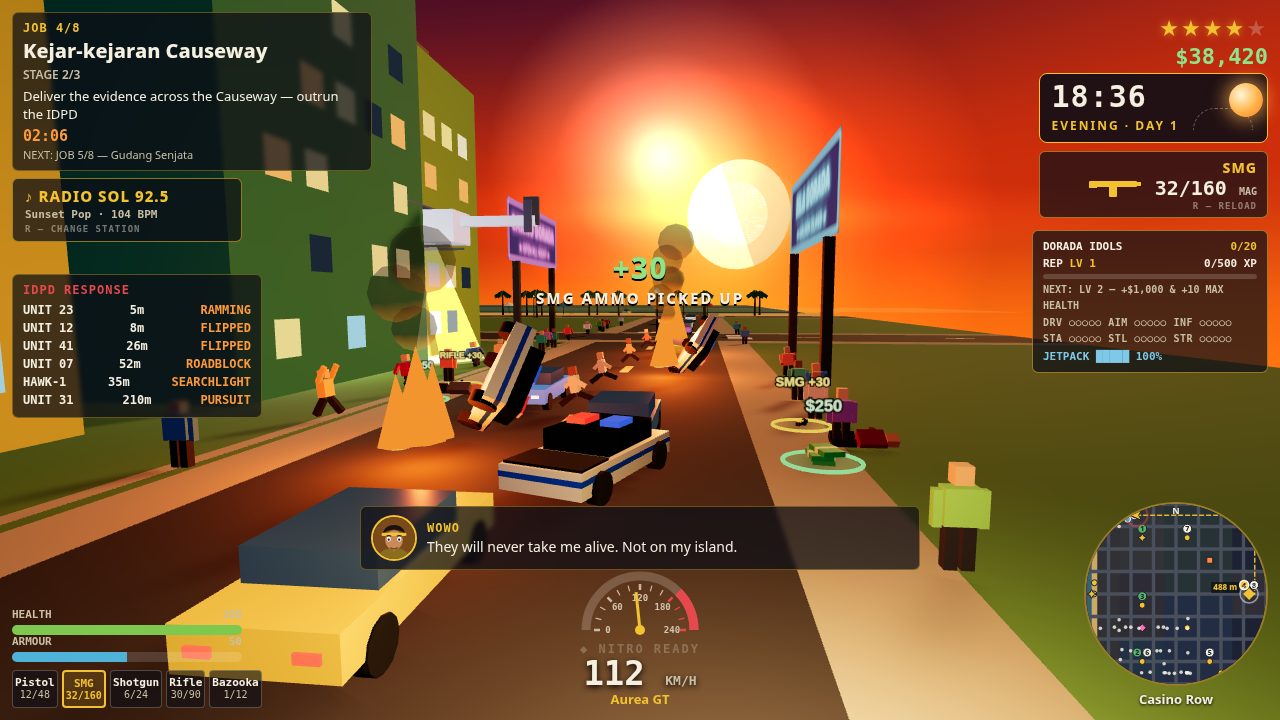 JOB 4/8
Kejar-kejaran Causeway
STAGE 2/3
Deliver the evidence across the Causeway — outrun
the IDPD
02:06
NEXT: JOB 5/8 — Gudang Senjata
♪ RADIO SOL 92.5
Sunset Pop · 104 BPM
R — CHANGE STATION
IDPD RESPONSE
UNIT 23 5m RAMMING
UNIT 12 8m FLIPPED
UNIT 41 26m FLIPPED
UNIT 07 52m ROADBLOCK
HAWK-1 35m SEARCHLIGHT
UNIT 31 210m PURSUIT
★★★★★
$38,420
18:36
EVENING · DAY 1
SMG
32/160 MAG
R — RELOAD
DORADA IDOLS 0/20
REP LV 1 0/500 XP
NEXT: LV 2 — +$1,000 & +10 MAX
HEALTH
DRV ○○○○○ AIM ○○○○○ INF ○○○○○
STA ○○○○○ STL ○○○○○ STR ○○○○○
JETPACK █████ 100%
+30
SMG AMMO PICKED UP
RIFLE +30
SMG +30
$250
WOWO
They will never take me alive. Not on my island.
HEALTH
ARMOUR 50
Pistol 12/48
SMG 32/160
Shotgun 6/24
Rifle 30/90
Bazooka 1/12
0 60 120 180 240
◆ NITRO READY
112 KM/H
Aurea GT
N
7
1
488 m
3
2 6 5
Casino Row